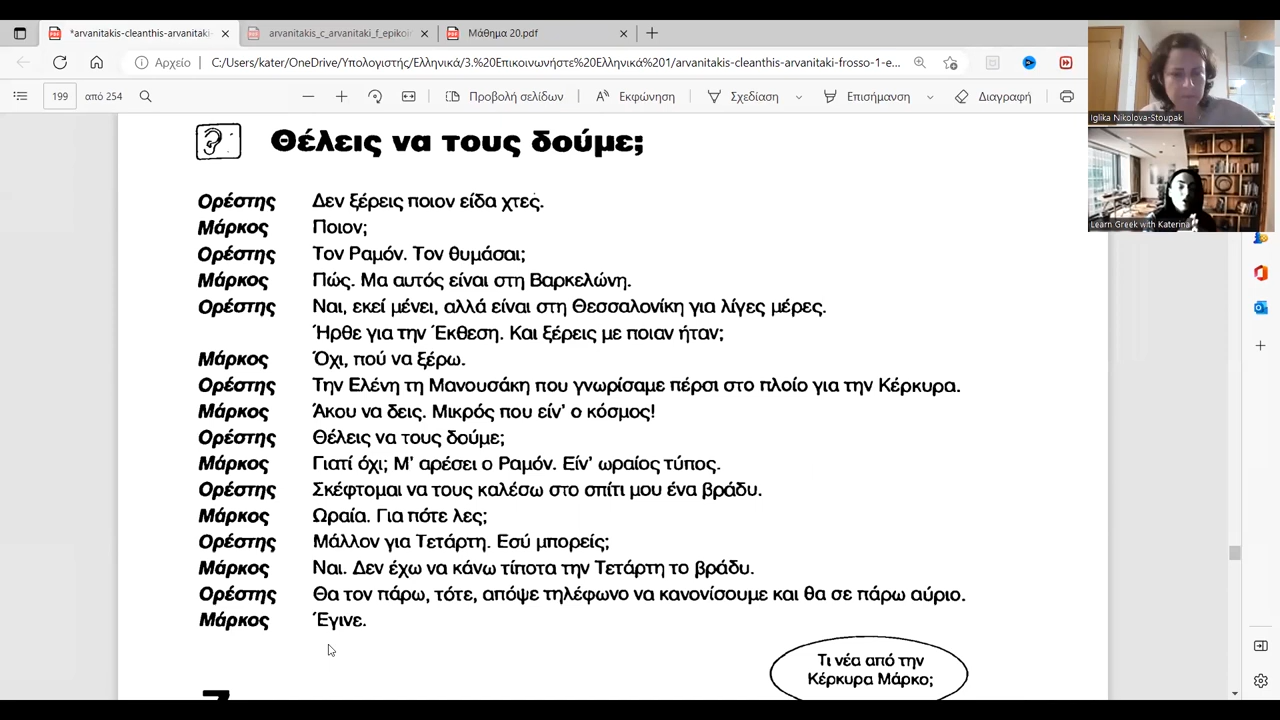 *arvanitakis-cleanthis-arvanitaki-
arvanitakis_c_arvanitaki_f_epikoi
Μάθημα 20.pdf
Αρχείο
C:/Users/kater/OneDrive/Υπολογιστής/Ελληνικά/3.%20Επικοινωνήστε%20Ελληνικά%201/arvanitakis-cleanthis-arvanitaki-frosso-1-e...
199 από 254
Προβολή σελίδων
Εκφώνηση
Σχεδίαση
Επισήμανση
Διαγραφή
Iglika Nikolova-Stoupak
Learn Greek with Katerina
Θέλεις να τους δούμε;
Ορέστης Δεν ξέρεις ποιον είδα χτες.
Μάρκος Ποιον;
Ορέστης Τον Ραμόν. Τον θυμάσαι;
Μάρκος Πώς. Μα αυτός είναι στη Βαρκελώνη.
Ορέστης Ναι, εκεί μένει, αλλά είναι στη Θεσσαλονίκη για λίγες μέρες.
Ήρθε για την Έκθεση. Και ξέρεις με ποιαν ήταν;
Μάρκος Όχι, πού να ξέρω.
Ορέστης Την Ελένη τη Μανουσάκη που γνωρίσαμε πέρσι στο πλοίο για την Κέρκυρα.
Μάρκος Άκου να δεις. Μικρός που είν' ο κόσμος!
Ορέστης Θέλεις να τους δούμε;
Μάρκος Γιατί όχι; Μ' αρέσει ο Ραμόν. Είν' ωραίος τύπος.
Ορέστης Σκέφτομαι να τους καλέσω στο σπίτι μου ένα βράδυ.
Μάρκος Ωραία. Για πότε λες;
Ορέστης Μάλλον για Τετάρτη. Εσύ μπορείς;
Μάρκος Ναι. Δεν έχω να κάνω τίποτα την Τετάρτη το βράδυ.
Ορέστης Θα τον πάρω, τότε, απόψε τηλέφωνο να κανονίσουμε και θα σε πάρω αύριο.
Μάρκος Έγινε.
Τι νέα από την
Κέρκυρα Μάρκο;